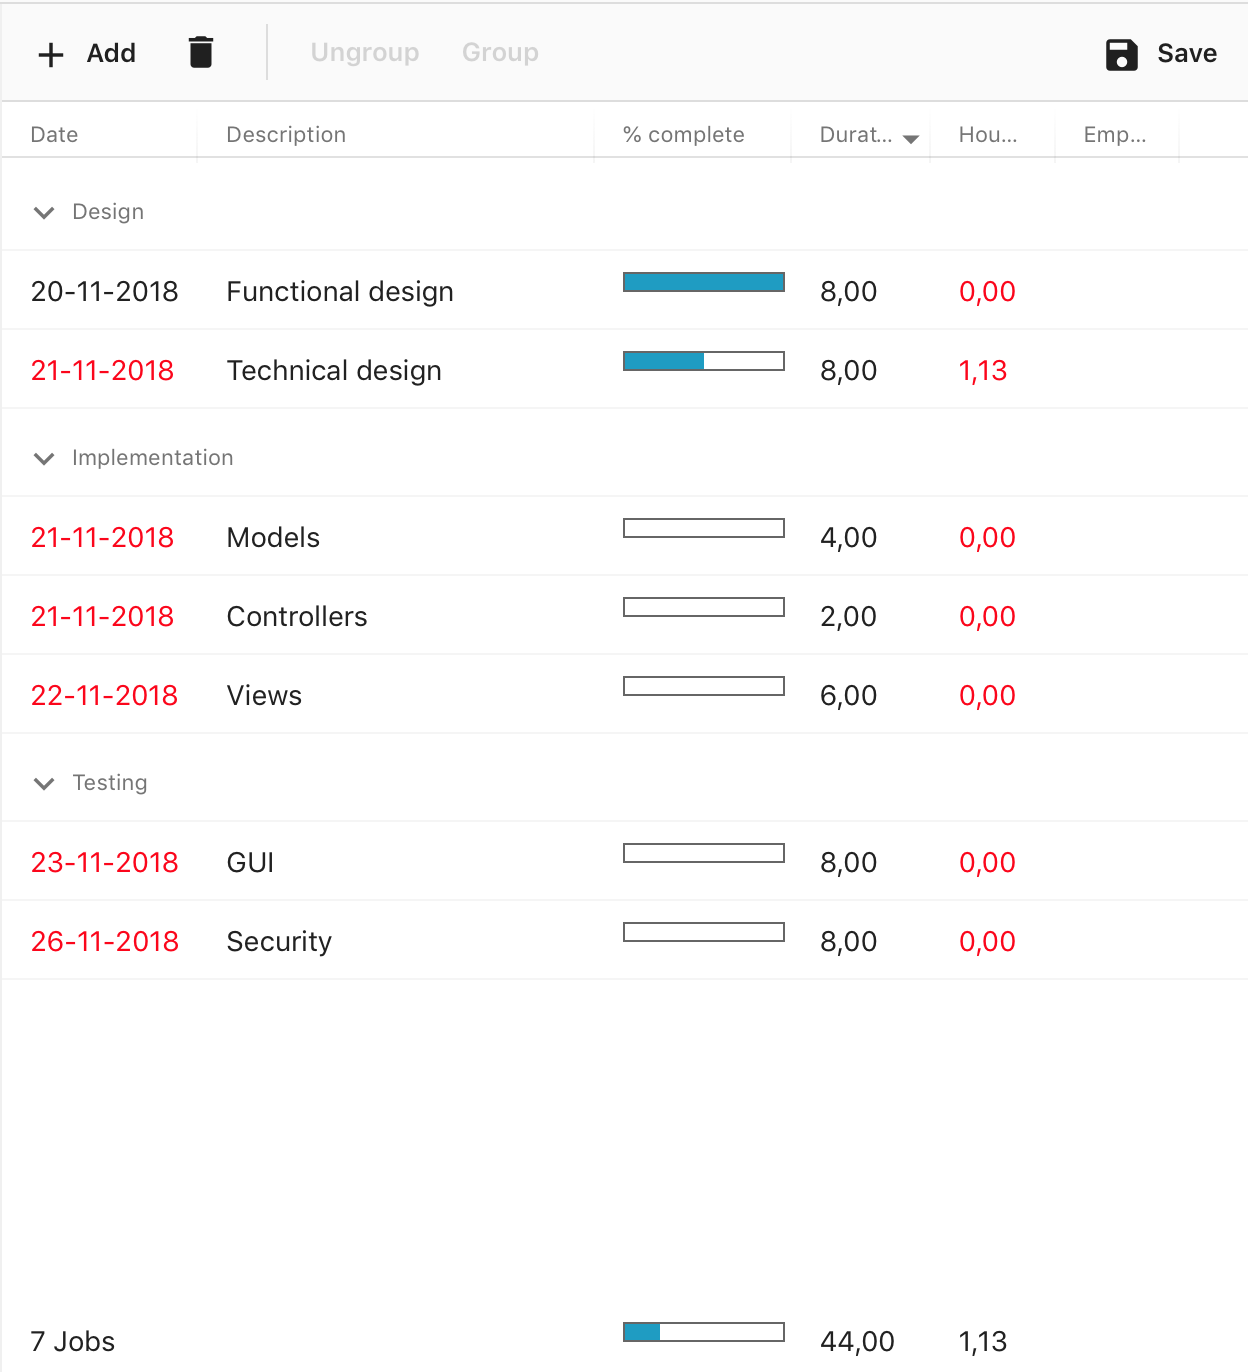 Add Ungroup Group Save
Date Description % complete Durat... Hou... Emp...
Design
20-11-2018 Functional design 8,00 0,00
21-11-2018 Technical design 8,00 1,13
Implementation
21-11-2018 Models 4,00 0,00
21-11-2018 Controllers 2,00 0,00
22-11-2018 Views 6,00 0,00
Testing
23-11-2018 GUI 8,00 0,00
26-11-2018 Security 8,00 0,00
7 Jobs 44,00 1,13